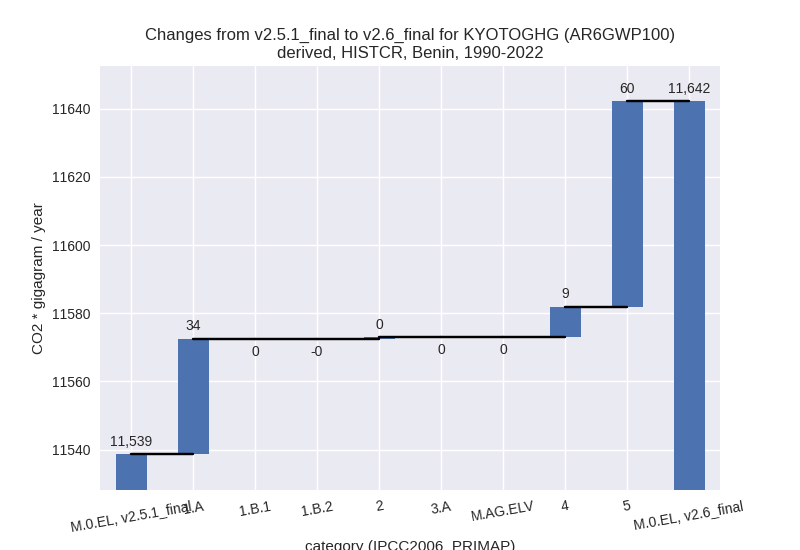 Changes from v2.5.1_final to v2.6_final for KYOTOGHG (AR6GWP100)
derived, HISTCR, Benin, 1990-2022
60
11,642
11640
11620
11600
9
11580
34
0
0
-0
0
0
11560
11,539
11540
CO2 * gigagram / year
M.0.EL, v2.5.1_final
1.A
1.B.1
1.B.2
2
3.A
M.AG.ELV
4
5
M.0.EL, v2.6_final
category (IPCC2006_PRIMAP)